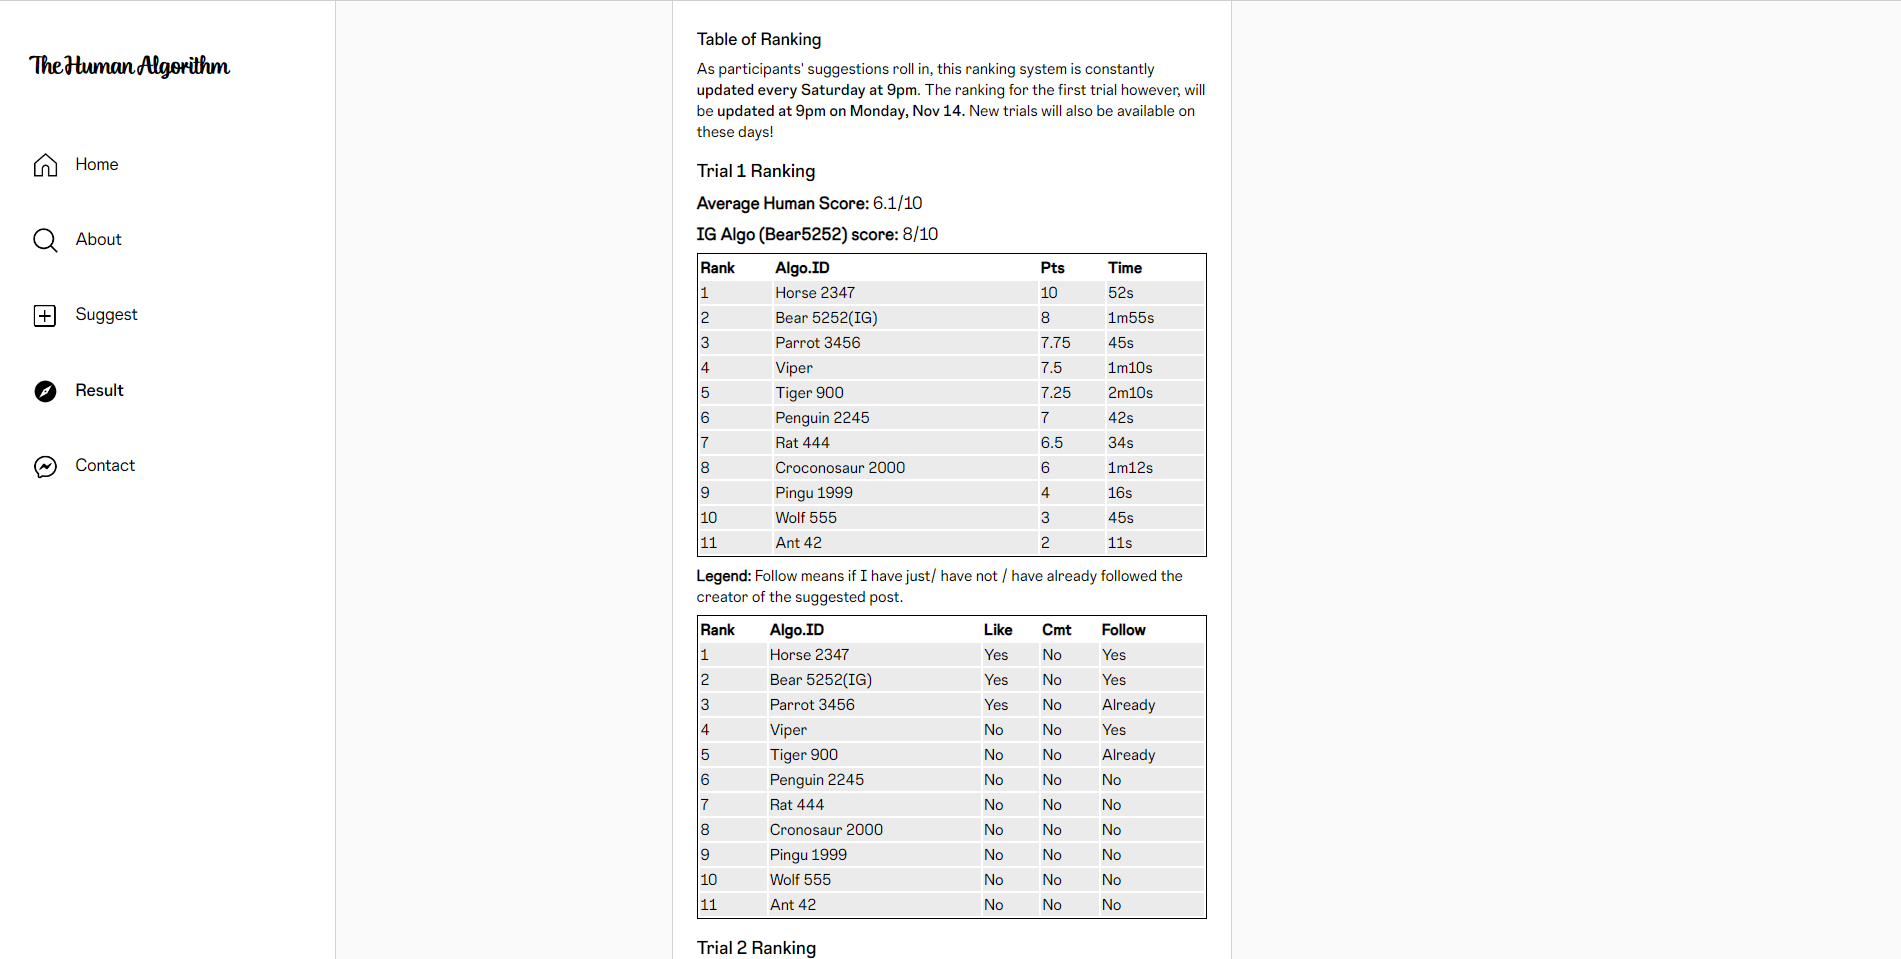 The Human Algorithm
Home
About
Suggest
Result
Contact
Table of Ranking
As participants' suggestions roll in, this ranking system is constantly
updated every Saturday at 9pm. The ranking for the first trial however, will
be updated at 9pm on Monday, Nov 14. New trials will also be available on
these days!
Trial 1 Ranking
Average Human Score: 6.1/10
IG Algo (Bear5252) score: 8/10
Rank Algo.ID Pts Time
1 Horse 2347 10 52s
2 Bear 5252(IG) 8 1m55s
3 Parrot 3456 7.75 45s
4 Viper 7.5 1m10s
5 Tiger 900 7.25 2m10s
6 Penguin 2245 7 42s
7 Rat 444 6.5 34s
8 Croconosaur 2000 6 1m12s
9 Pingu 1999 4 16s
10 Wolf 555 3 45s
11 Ant 42 2 11s
Legend: Follow means if I have just/ have not / have already followed the
creator of the suggested post.
Rank Algo.ID Like Cmt Follow
1 Horse 2347 Yes No Yes
2 Bear 5252(IG) Yes No Yes
3 Parrot 3456 Yes No Already
4 Viper No No Yes
5 Tiger 900 No No Already
6 Penguin 2245 No No No
7 Rat 444 No No No
8 Cronosaur 2000 No No No
9 Pingu 1999 No No No
10 Wolf 555 No No No
11 Ant 42 No No No
Trial 2 Ranking